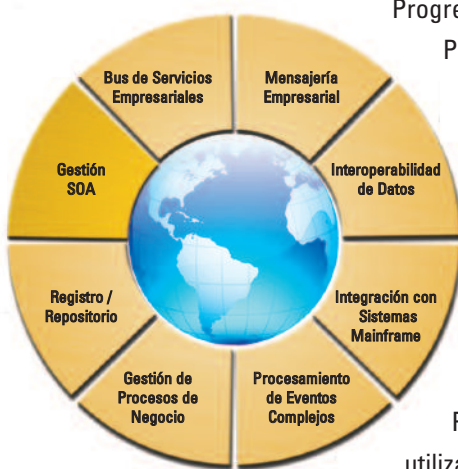 Progre
P
Bus de Servicios
Empresariales
Mensajería
Empresarial
Interoperabilidad
de Datos
Integración con
Sistemas
Mainframe
Procesamiento
de Eventos
Complejos
Gestión de
Procesos de
Negocio
Registro /
Repositorio
Gestión
SOA
utiliza